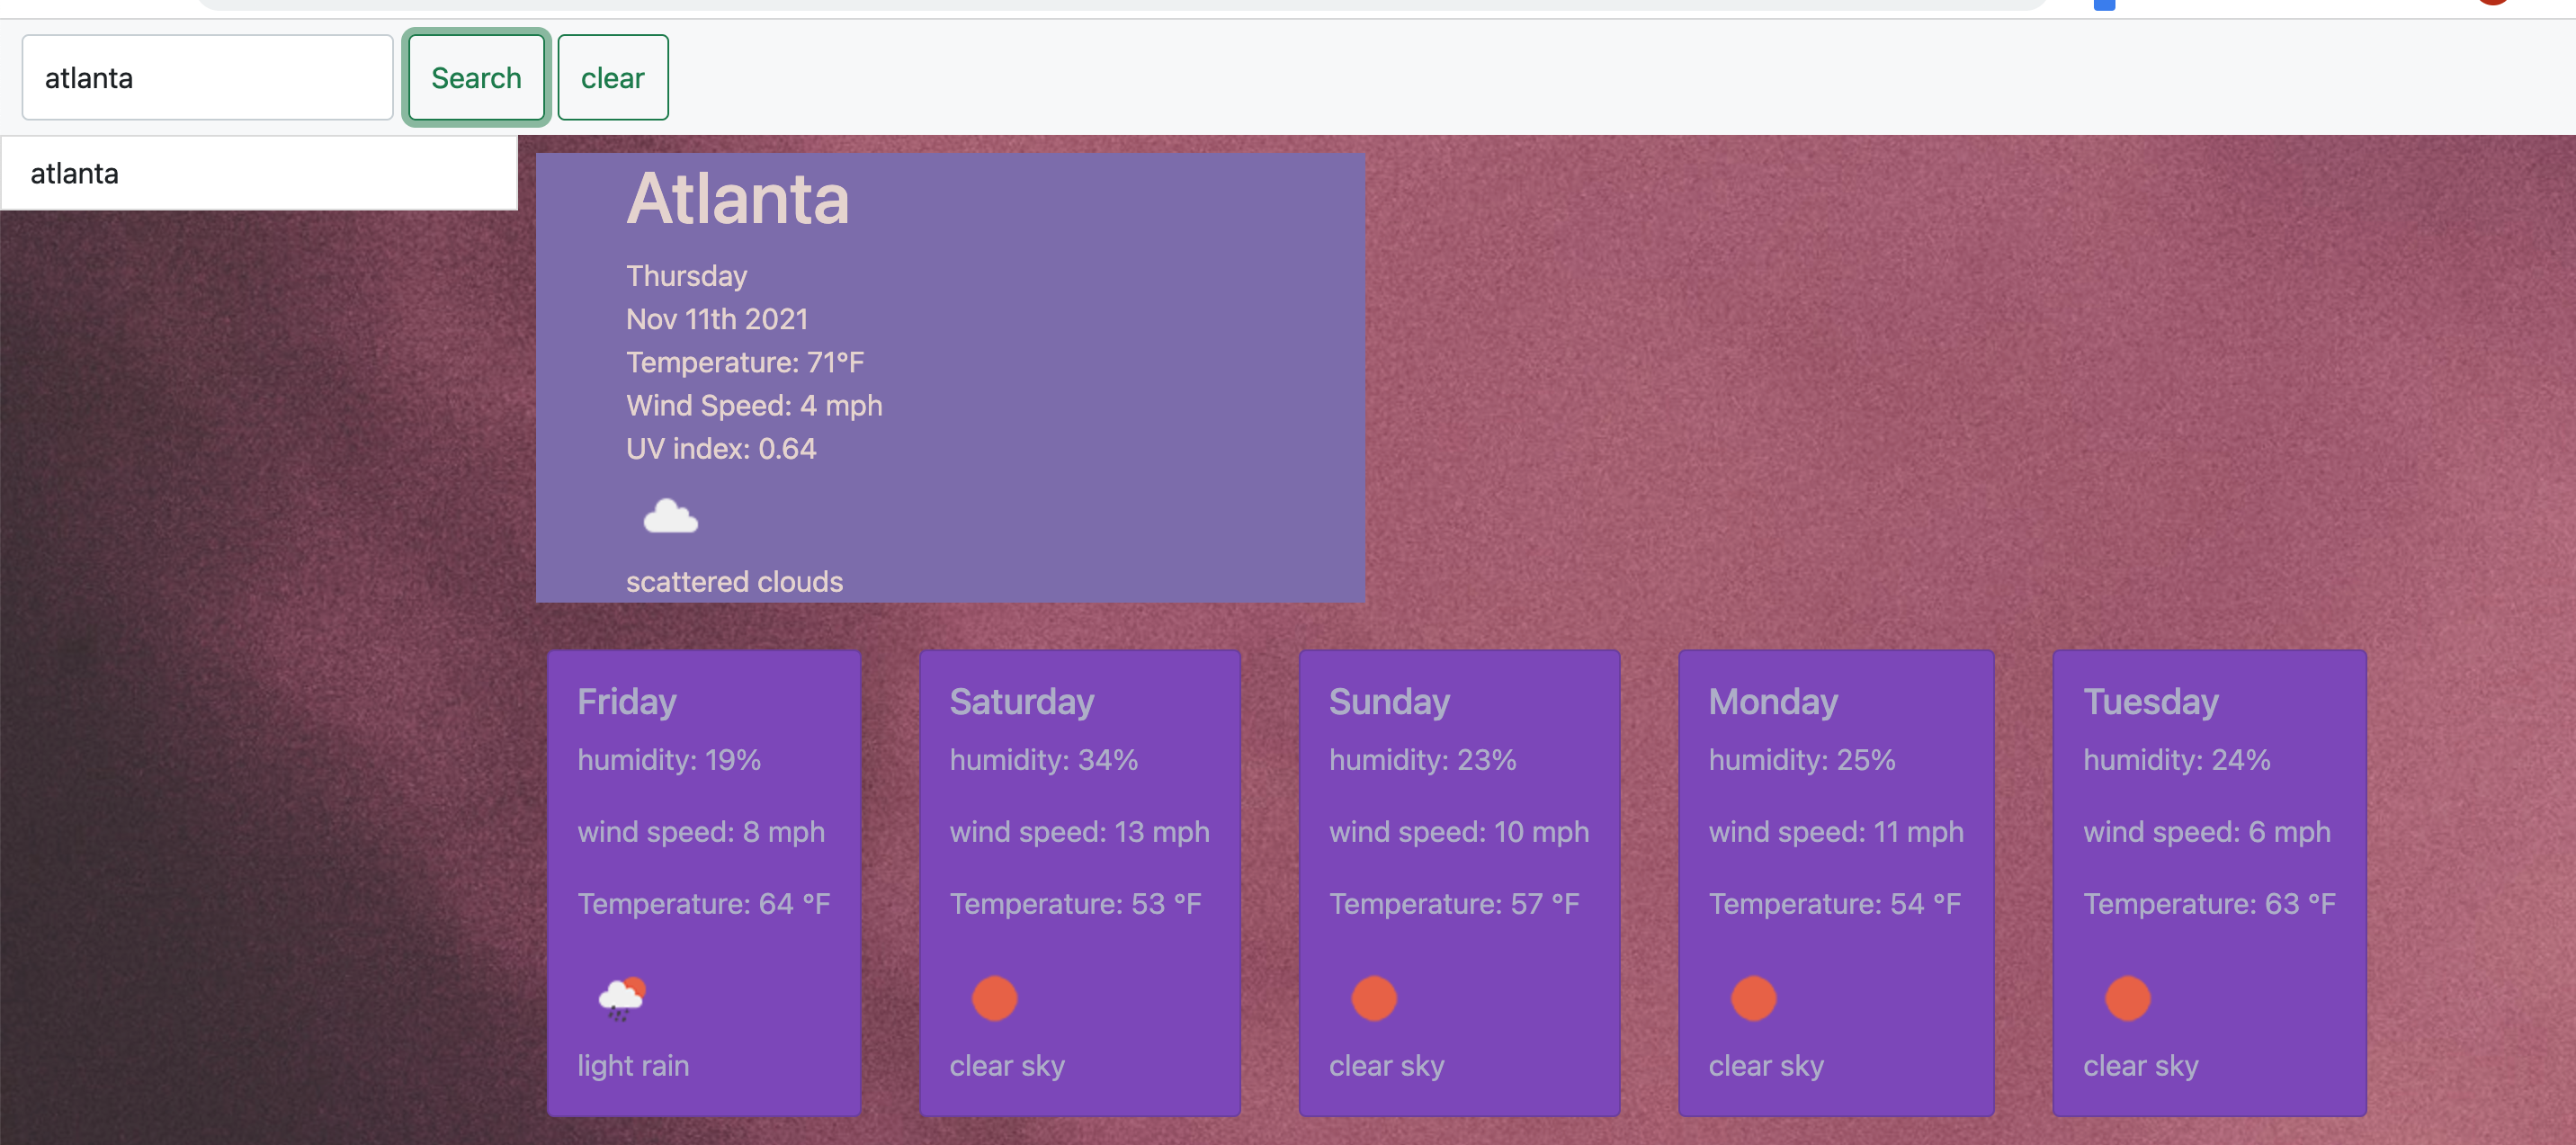 atlanta
Search
clear
atlanta
Atlanta
Thursday
Nov 11th 2021
Temperature: 71°F
Wind Speed: 4 mph
UV index: 0.64
scattered clouds
Friday
humidity: 19%
wind speed: 8 mph
Temperature: 64 °F
light rain
Saturday
humidity: 34%
wind speed: 13 mph
Temperature: 53 °F
clear sky
Sunday
humidity: 23%
wind speed: 10 mph
Temperature: 57 °F
clear sky
Monday
humidity: 25%
wind speed: 11 mph
Temperature: 54 °F
clear sky
Tuesday
humidity: 24%
wind speed: 6 mph
Temperature: 63 °F
clear sky